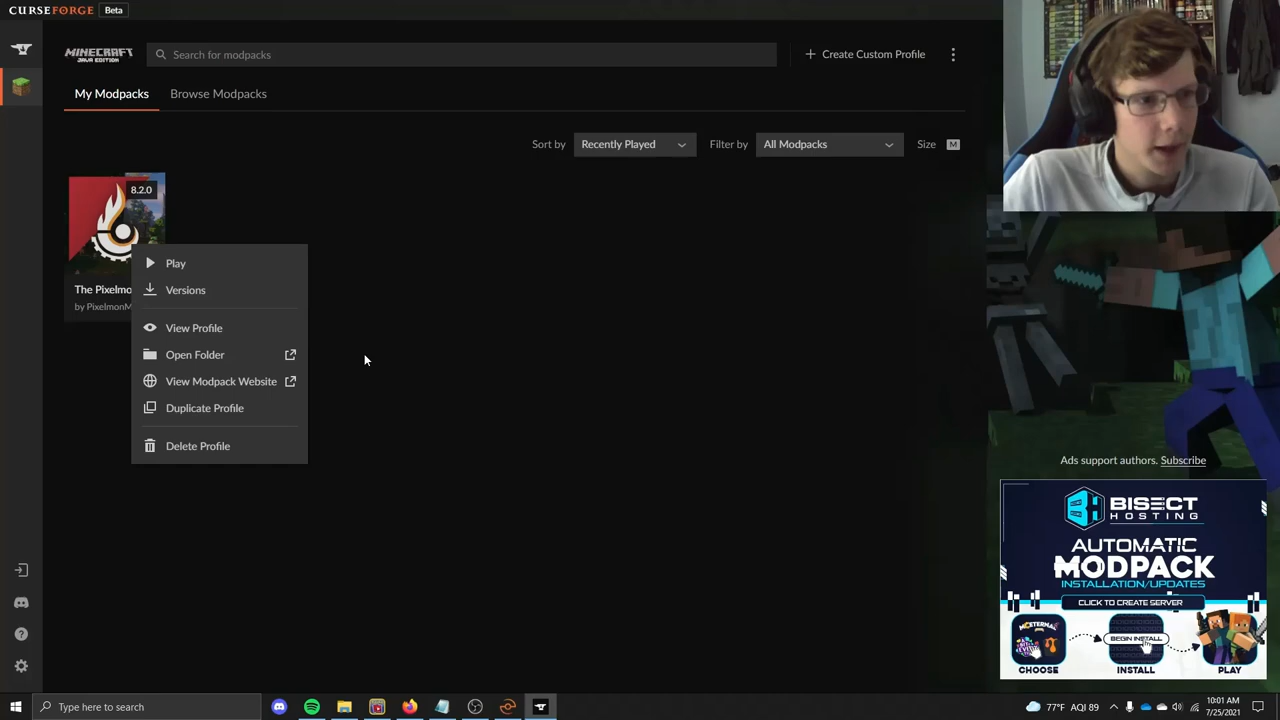 CURSEFORGE Beta
MINECRAFT
JAVA EDITION
Search for modpacks
Create Custom Profile
My Modpacks
Browse Modpacks
Sort by
Recently Played
Filter by
All Modpacks
Size
M
8.2.0
The Pixelmo
by PixelmonM
Play
Versions
View Profile
Open Folder
View Modpack Website
Duplicate Profile
Delete Profile
Ads support authors. Subscribe
BISECT
HOSTING
AUTOMATIC
MODPACK
INSTALLATION/UPDATES
CLICK TO CREATE SERVER
BEGIN INSTALL
CHOOSE
INSTALL
PLAY
Type here to search
77°F AQI 89
10:01 AM
7/25/2021